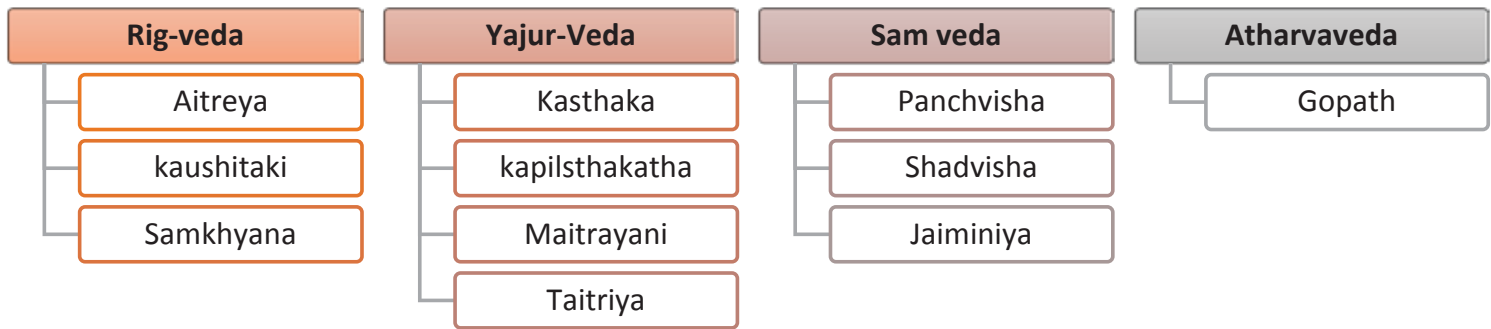 Rig-veda
Aitreya
kaushitaki
Samkhyana
Yajur-Veda
Kasthaka
kapilsthakatha
Maitrayani
Taitriya
Sam veda
Panchvisha
Shadvisha
Jaiminiya
Atharvaveda
Gopath